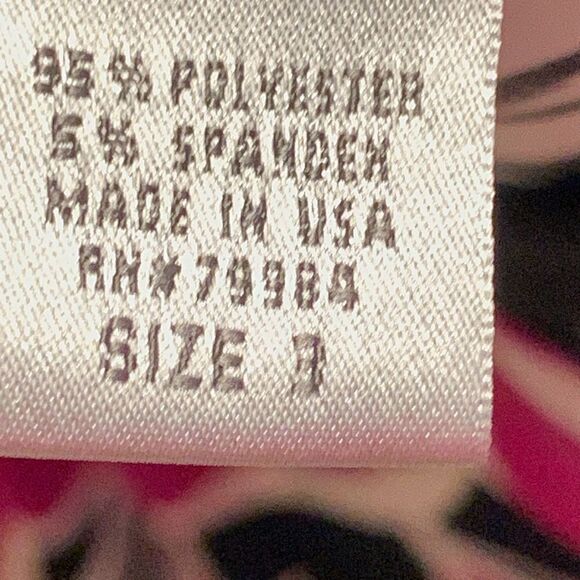 95% POLYESTER
5% SPANDEX
MADE IN USA
RN#79984
SIZE 3